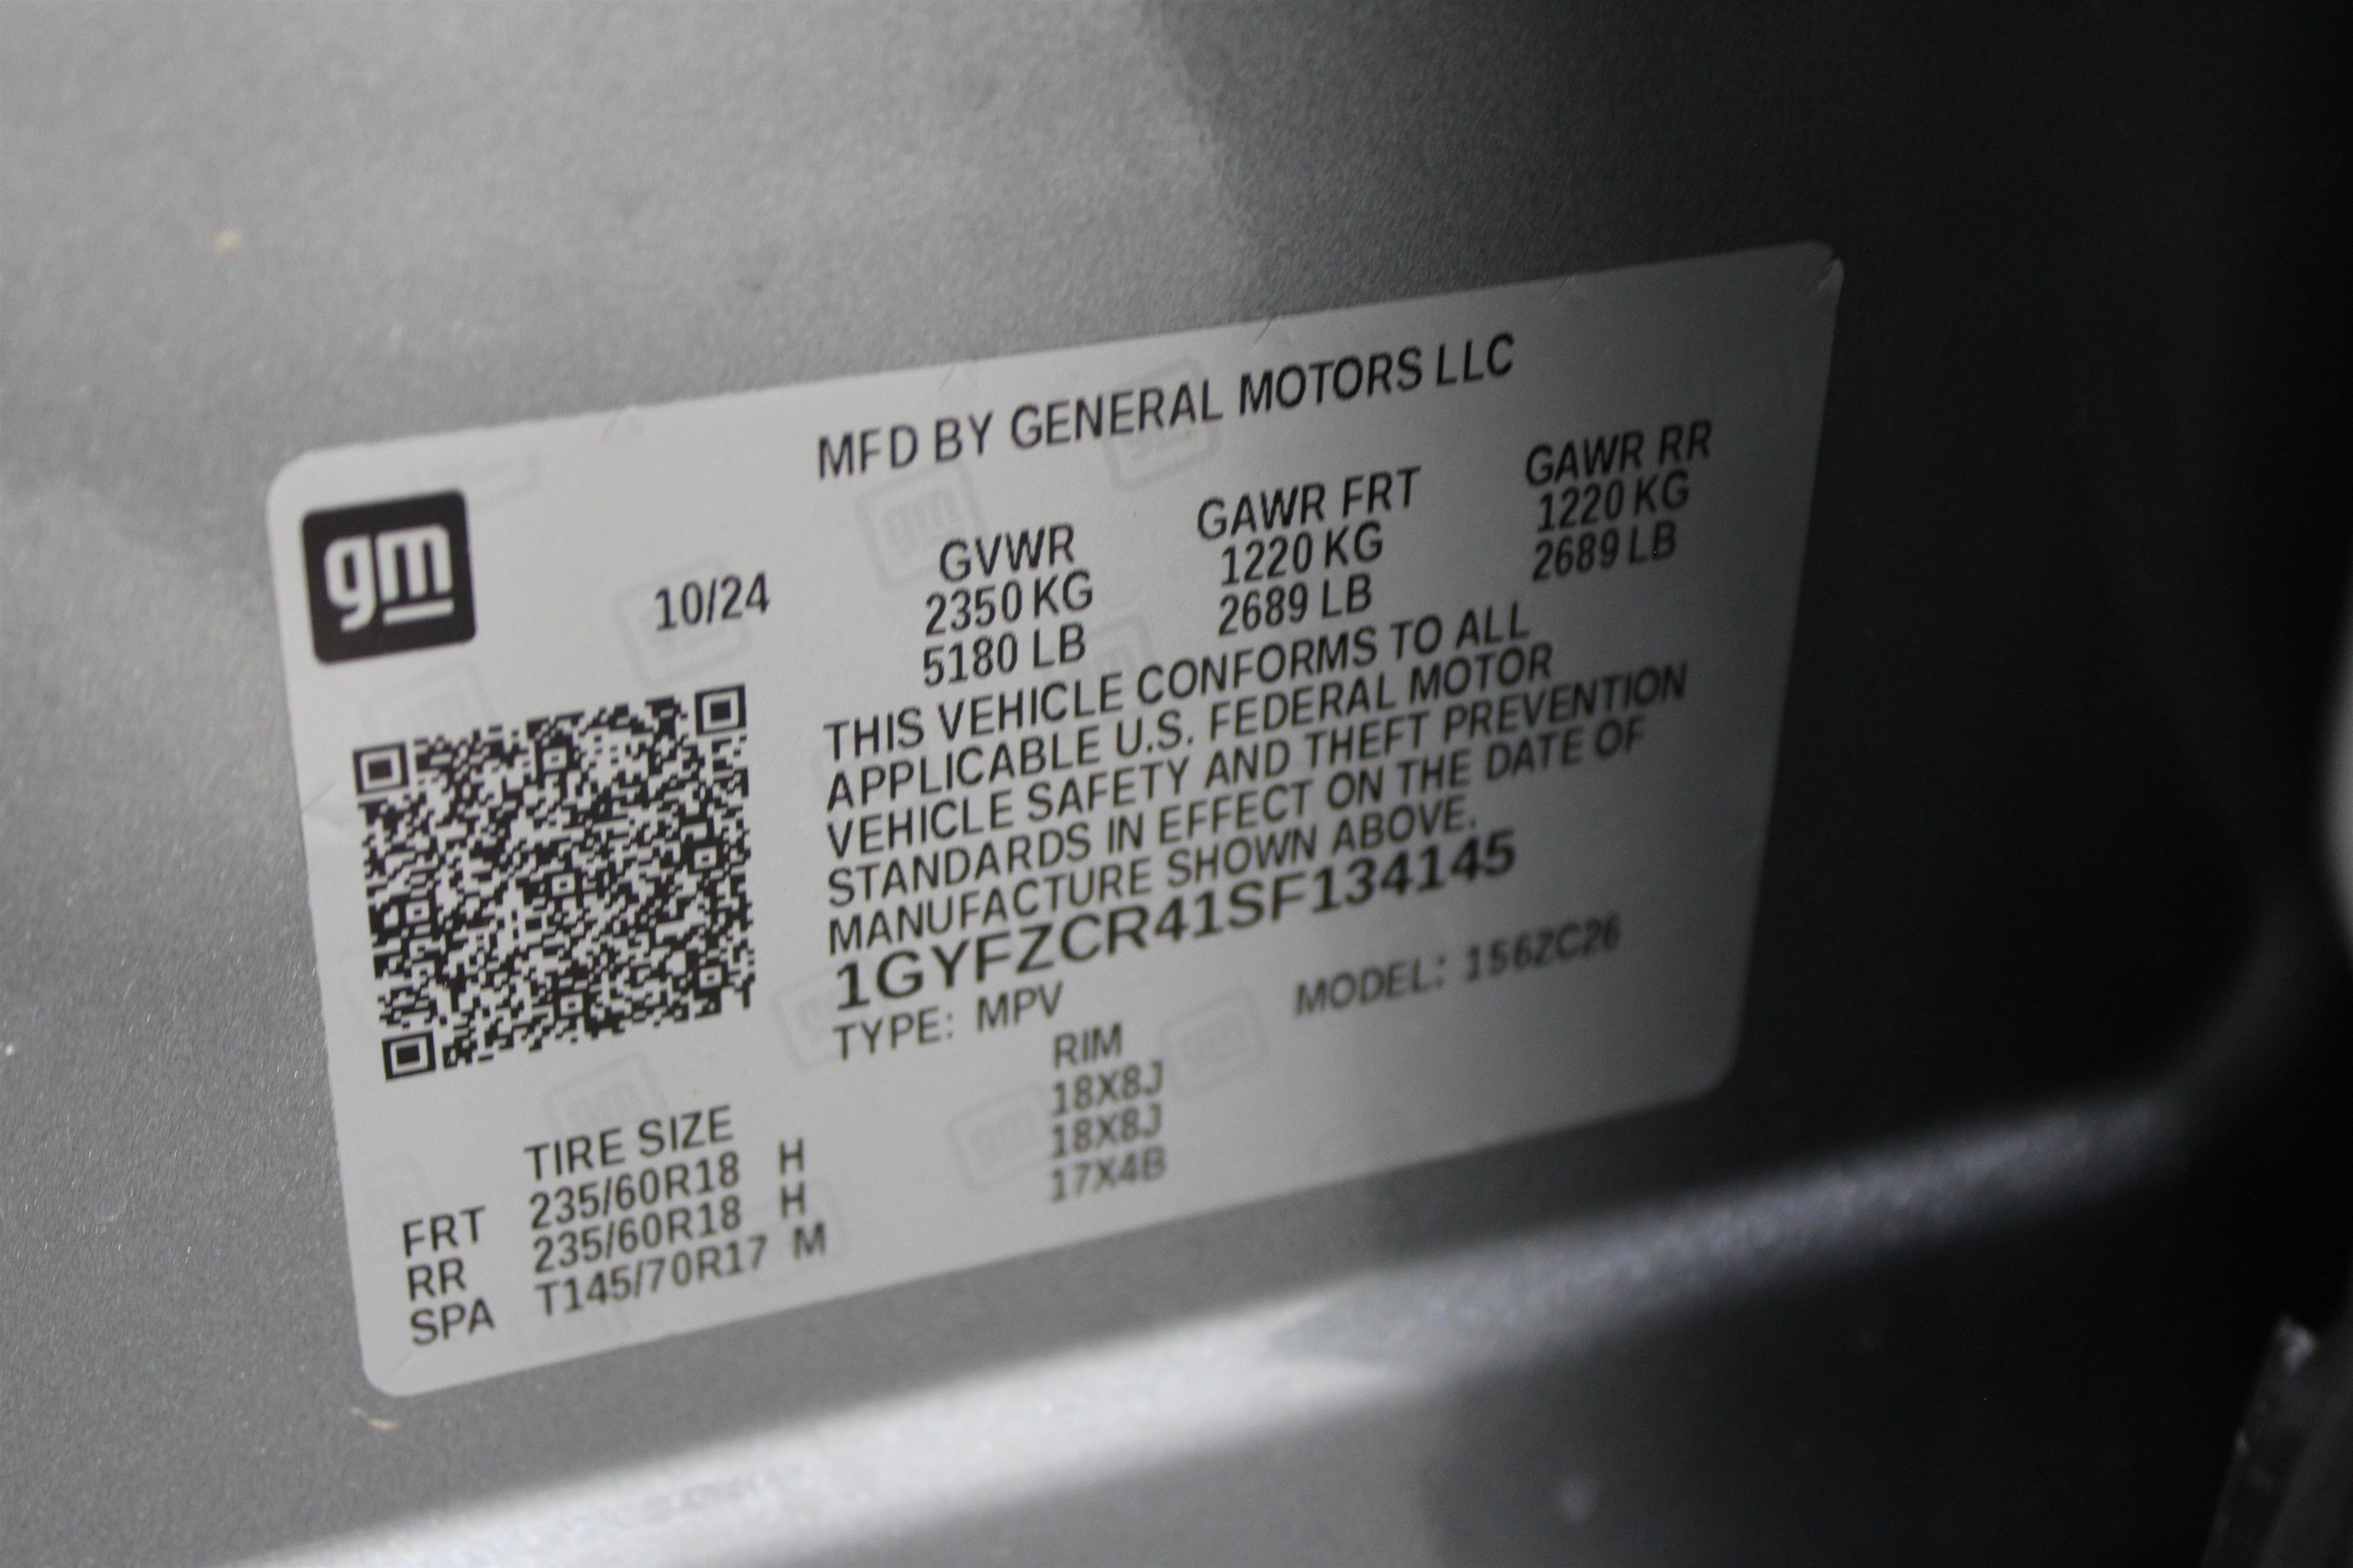 MFD BY GENERAL MOTORS LLC
gm
10/24
GVWR GAWR FRT GAWR RR
2350 KG 1220 KG 1220 KG
5180 LB 2689 LB 2689 LB
THIS VEHICLE CONFORMS TO ALL
APPLICABLE U.S. FEDERAL MOTOR
VEHICLE SAFETY AND THEFT PREVENTION
STANDARDS IN EFFECT ON THE DATE OF
MANUFACTURE SHOWN ABOVE.
1GYFZCR41SF134145
TYPE: MPV MODEL: 156ZC26
TIRE SIZE RIM
FRT 235/60R18 H 18X8J
RR 235/60R18 H 18X8J
SPA T145/70R17 M 17X4B